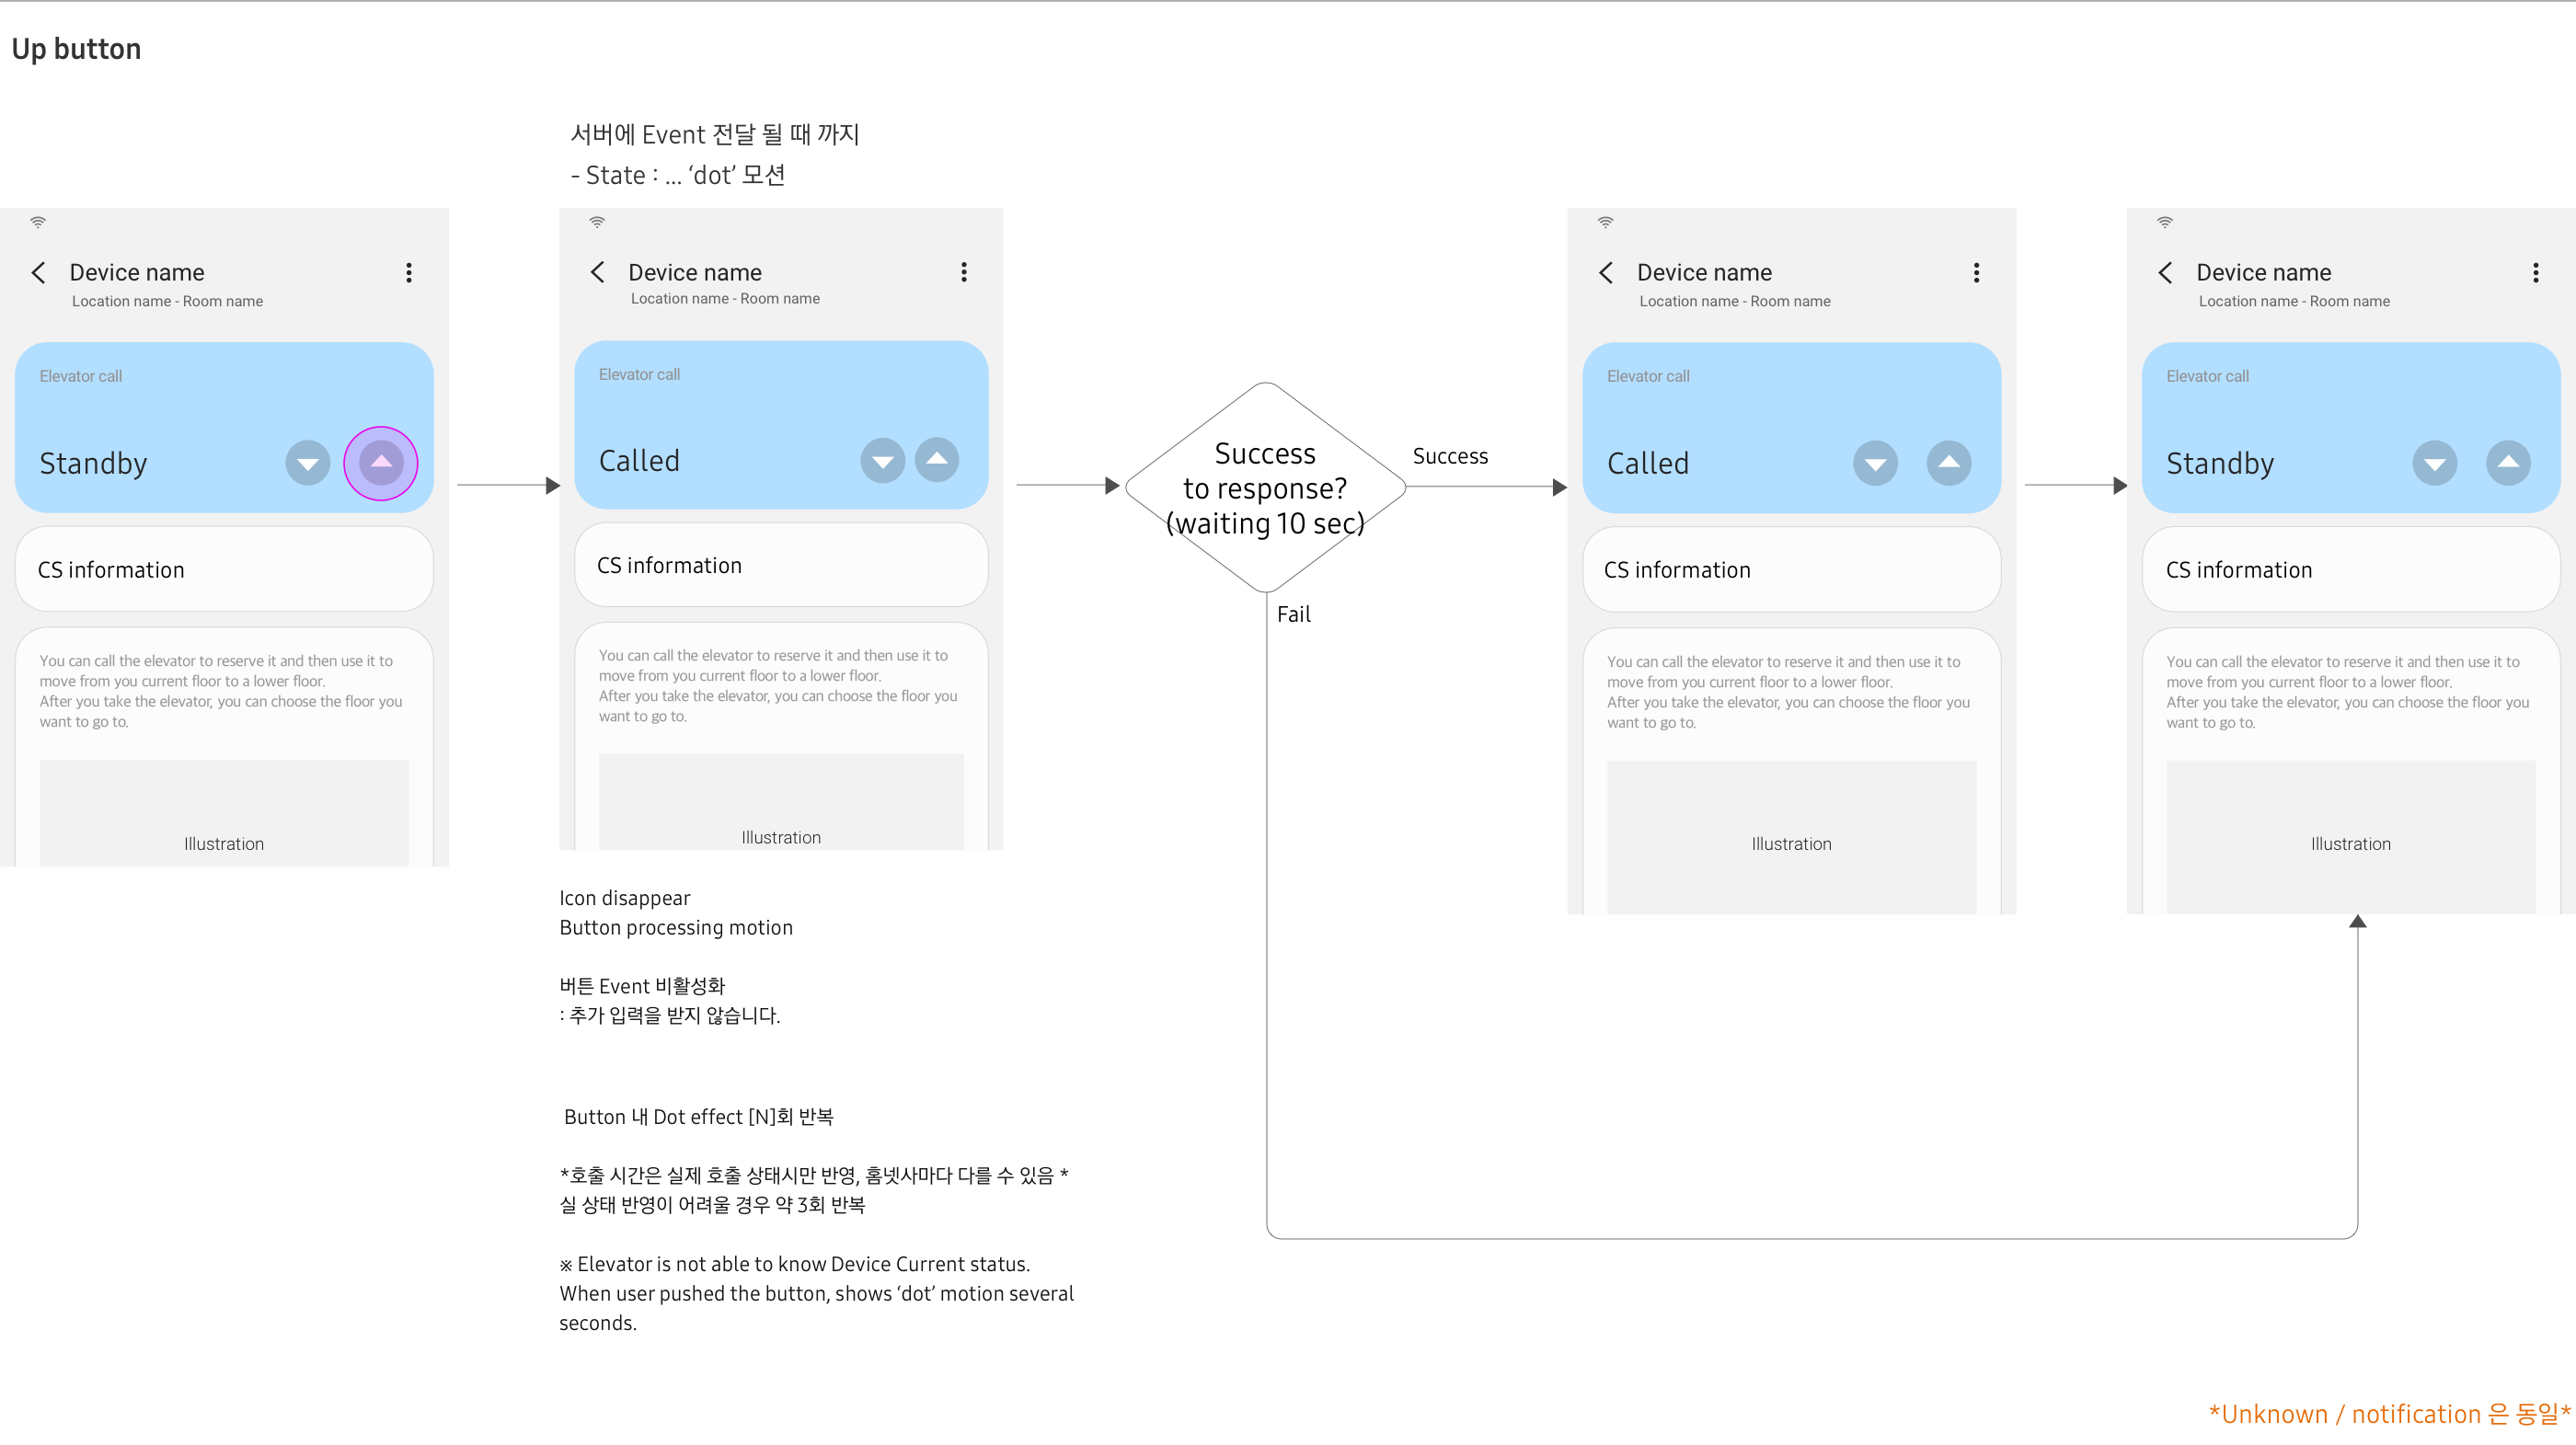 Up button
서버에 Event 전달 될 때 까지
- State : ... ‘dot’ 모션
Device name
Location name - Room name
Elevator call
Standby
CS information
You can call the elevator to reserve it and then use it to
move from you current floor to a lower floor.
After you take the elevator, you can choose the floor you
want to go to.
Illustration
Device name
Location name - Room name
Elevator call
Called
CS information
You can call the elevator to reserve it and then use it to
move from you current floor to a lower floor.
After you take the elevator, you can choose the floor you
want to go to.
Illustration
Icon disappear
Button processing motion
버튼 Event 비활성화
: 추가 입력을 받지 않습니다.
Button 내 Dot effect [N]회 반복
*호출 시간은 실제 호출 상태시만 반영, 홈넷사마다 다를 수 있음 *
실 상태 반영이 어려울 경우 약 3회 반복
※ Elevator is not able to know Device Current status.
When user pushed the button, shows ‘dot’ motion several
seconds.
Success
to response?
(waiting 10 sec)
Success
Fail
Device name
Location name - Room name
Elevator call
Called
CS information
You can call the elevator to reserve it and then use it to
move from you current floor to a lower floor.
After you take the elevator, you can choose the floor you
want to go to.
Illustration
Device name
Location name - Room name
Elevator call
Standby
CS information
You can call the elevator to reserve it and then use it to
move from you current floor to a lower floor.
After you take the elevator, you can choose the floor you
want to go to.
Illustration
*Unknown / notification 은 동일*